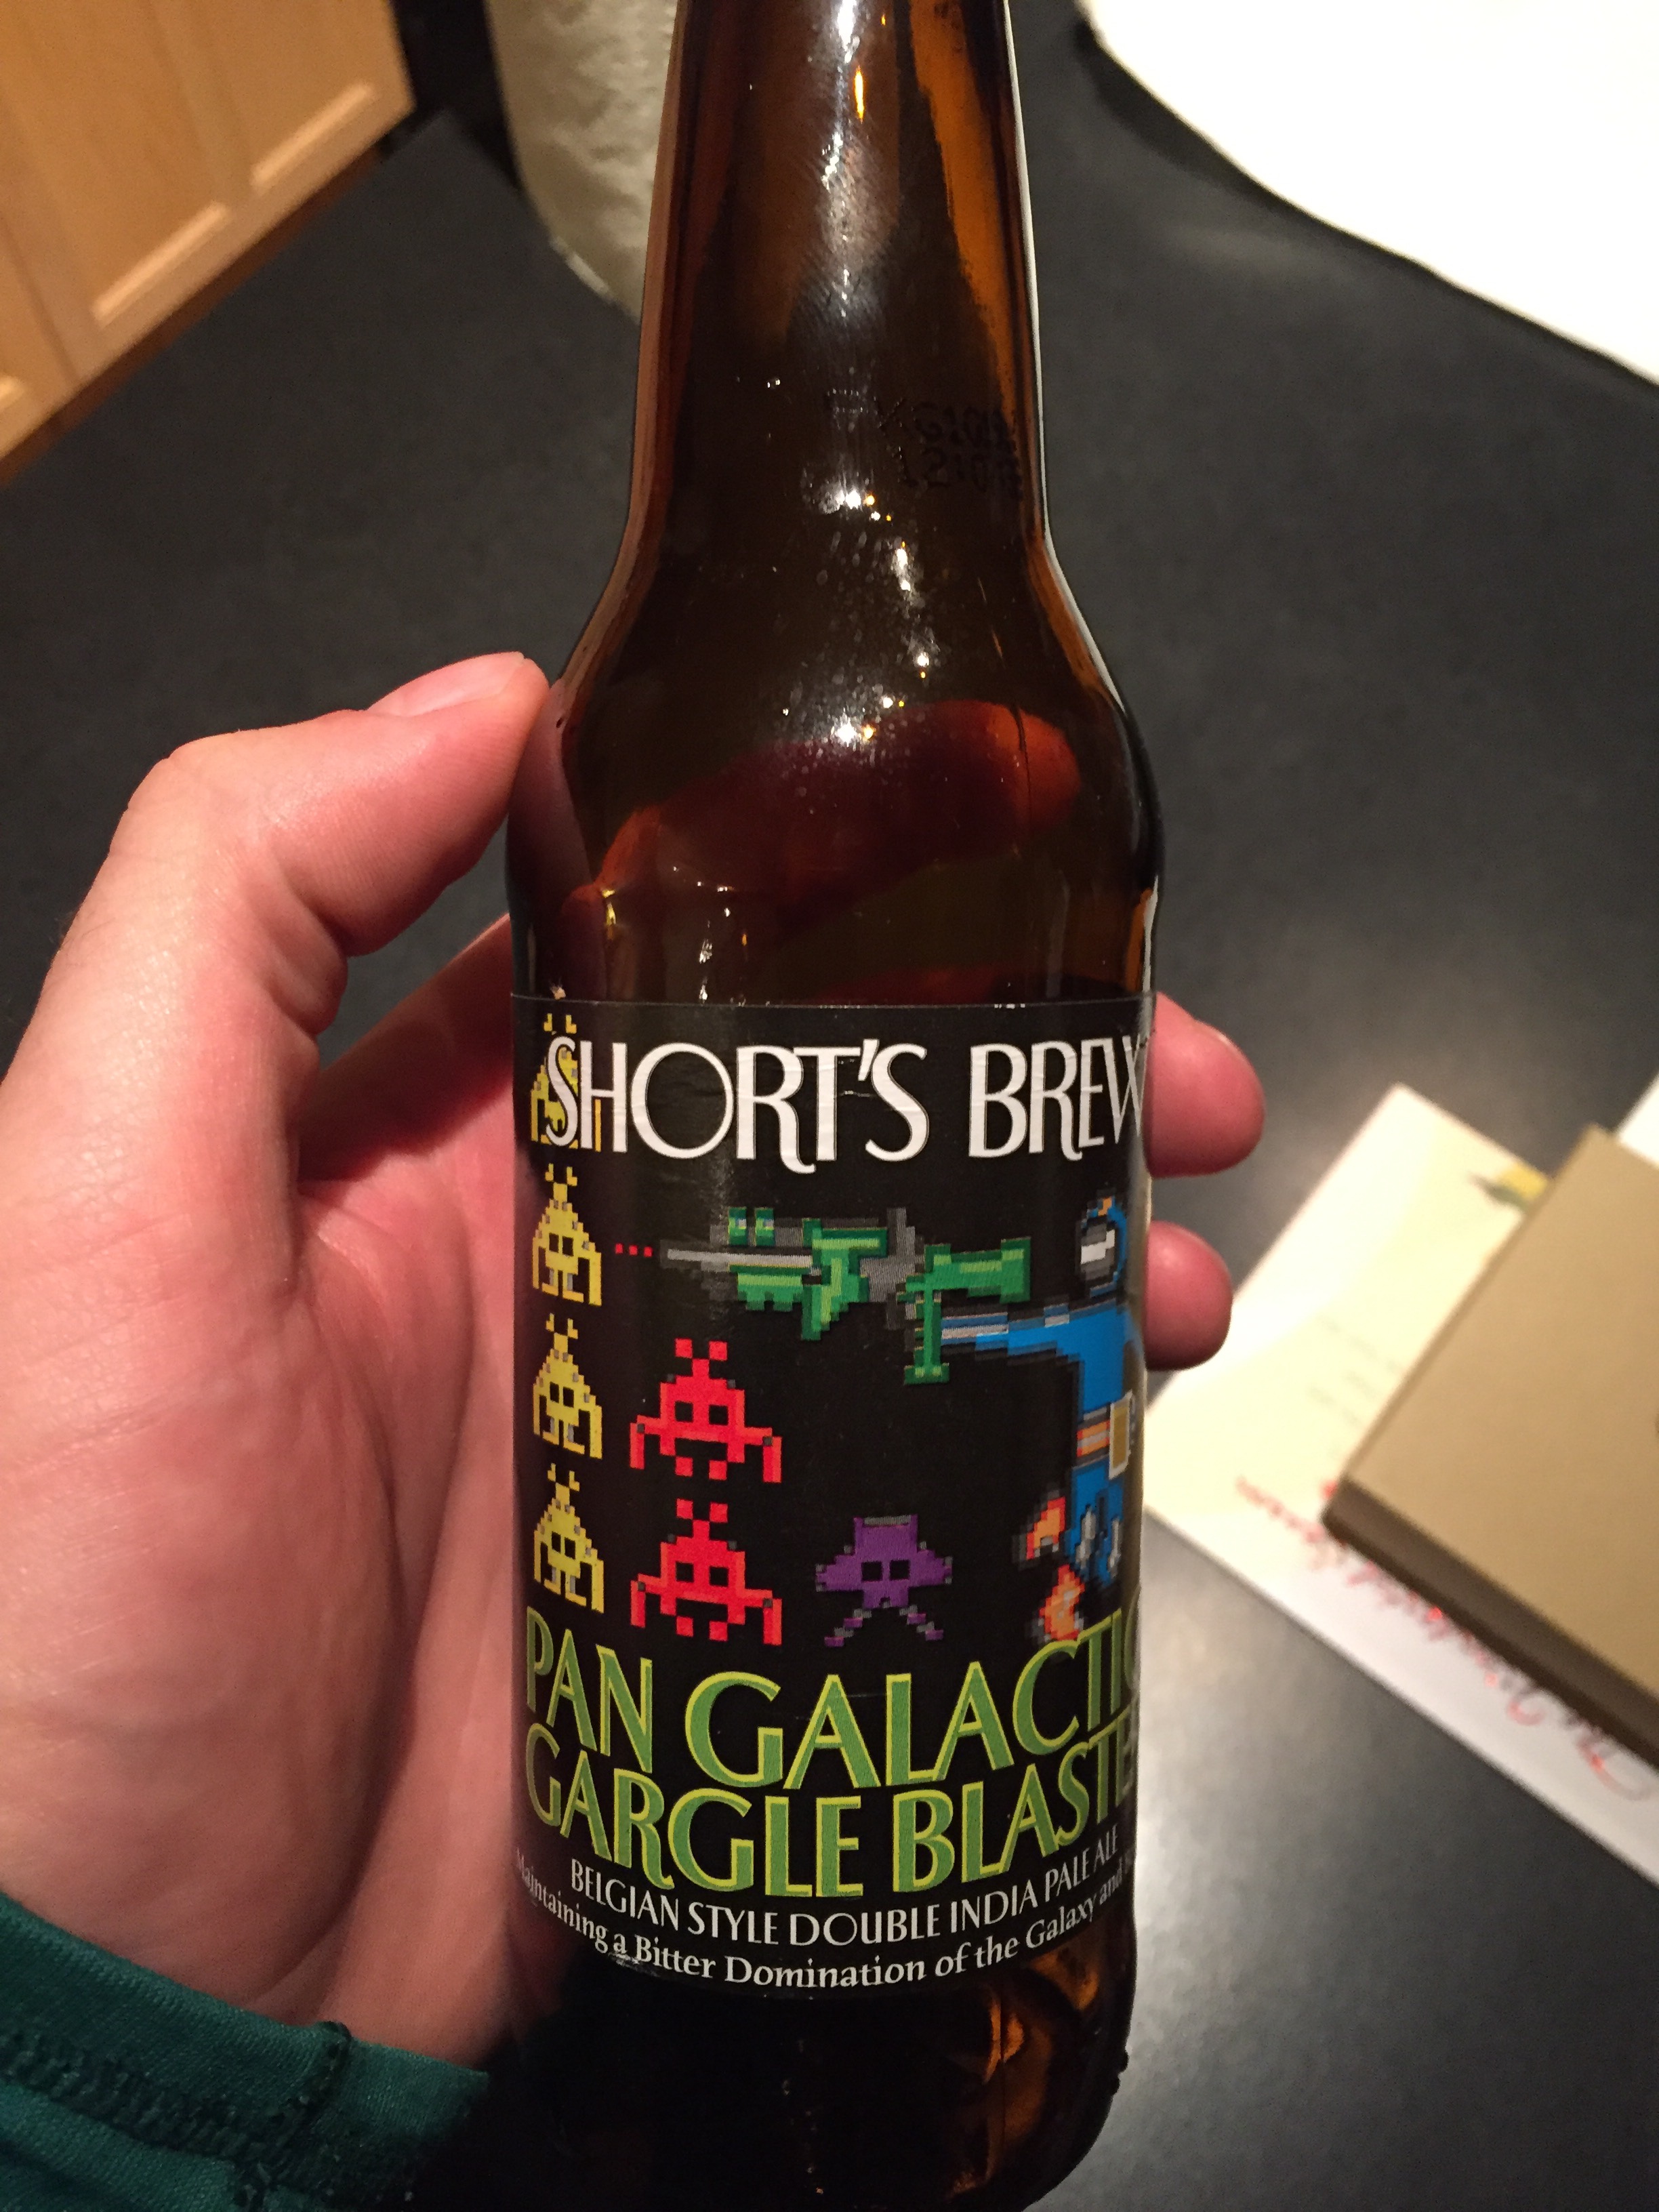 SHORT'S BREW
PAN GALACTIC
GARGLE BLASTE
BELGIAN STYLE DOUBLE INDIA PALE ALE
Maintaining a Bitter Domination of the Galaxy and